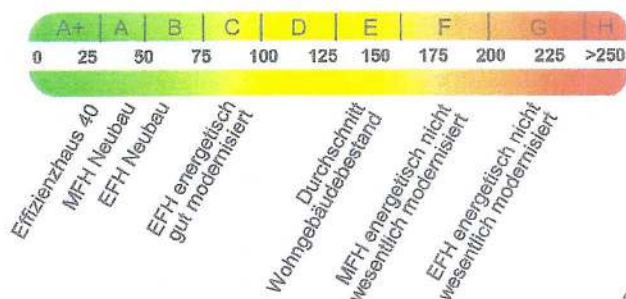 A+ A B C D E F G H
0 25 50 75 100 125 150 175 200 225 >250
Effizienzhaus 40
MFH Neubau
EFH Neubau
EFH energetisch
gut modernisiert
Durchschnitt
Wohngebäudebestand
MFH energetisch nicht
wesentlich modernisiert
EFH energetisch nicht
wesentlich modernisiert